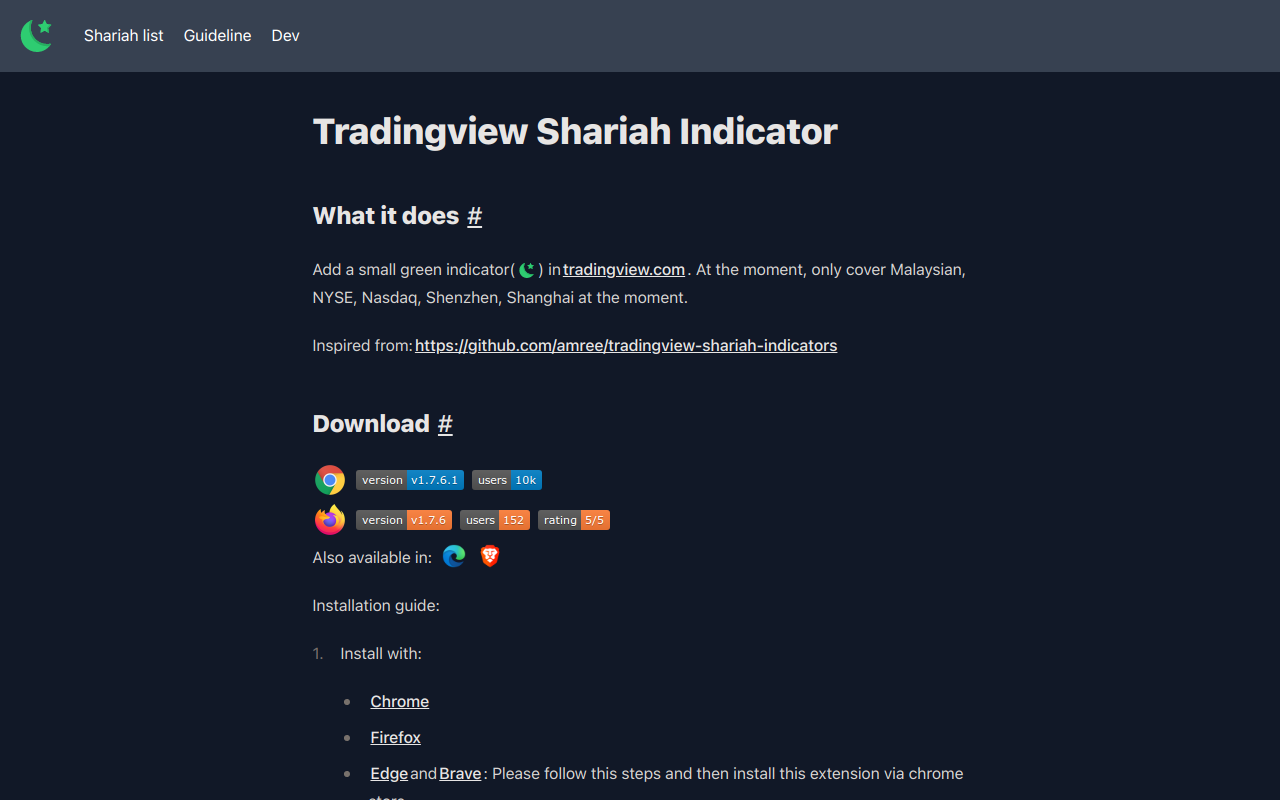 Shariah list Guideline Dev
Tradingview Shariah Indicator
What it does #
Add a small green indicator( ) in tradingview.com . At the moment, only cover Malaysian,
NYSE, Nasdaq, Shenzhen, Shanghai at the moment.
Inspired from: https://github.com/amree/tradingview-shariah-indicators
Download #
version v1.7.6.1 users 10k
version v1.7.6 users 152 rating 5/5
Also available in:
Installation guide:
1. Install with:
Chrome
Firefox
Edge and Brave : Please follow this steps and then install this extension via chrome
store